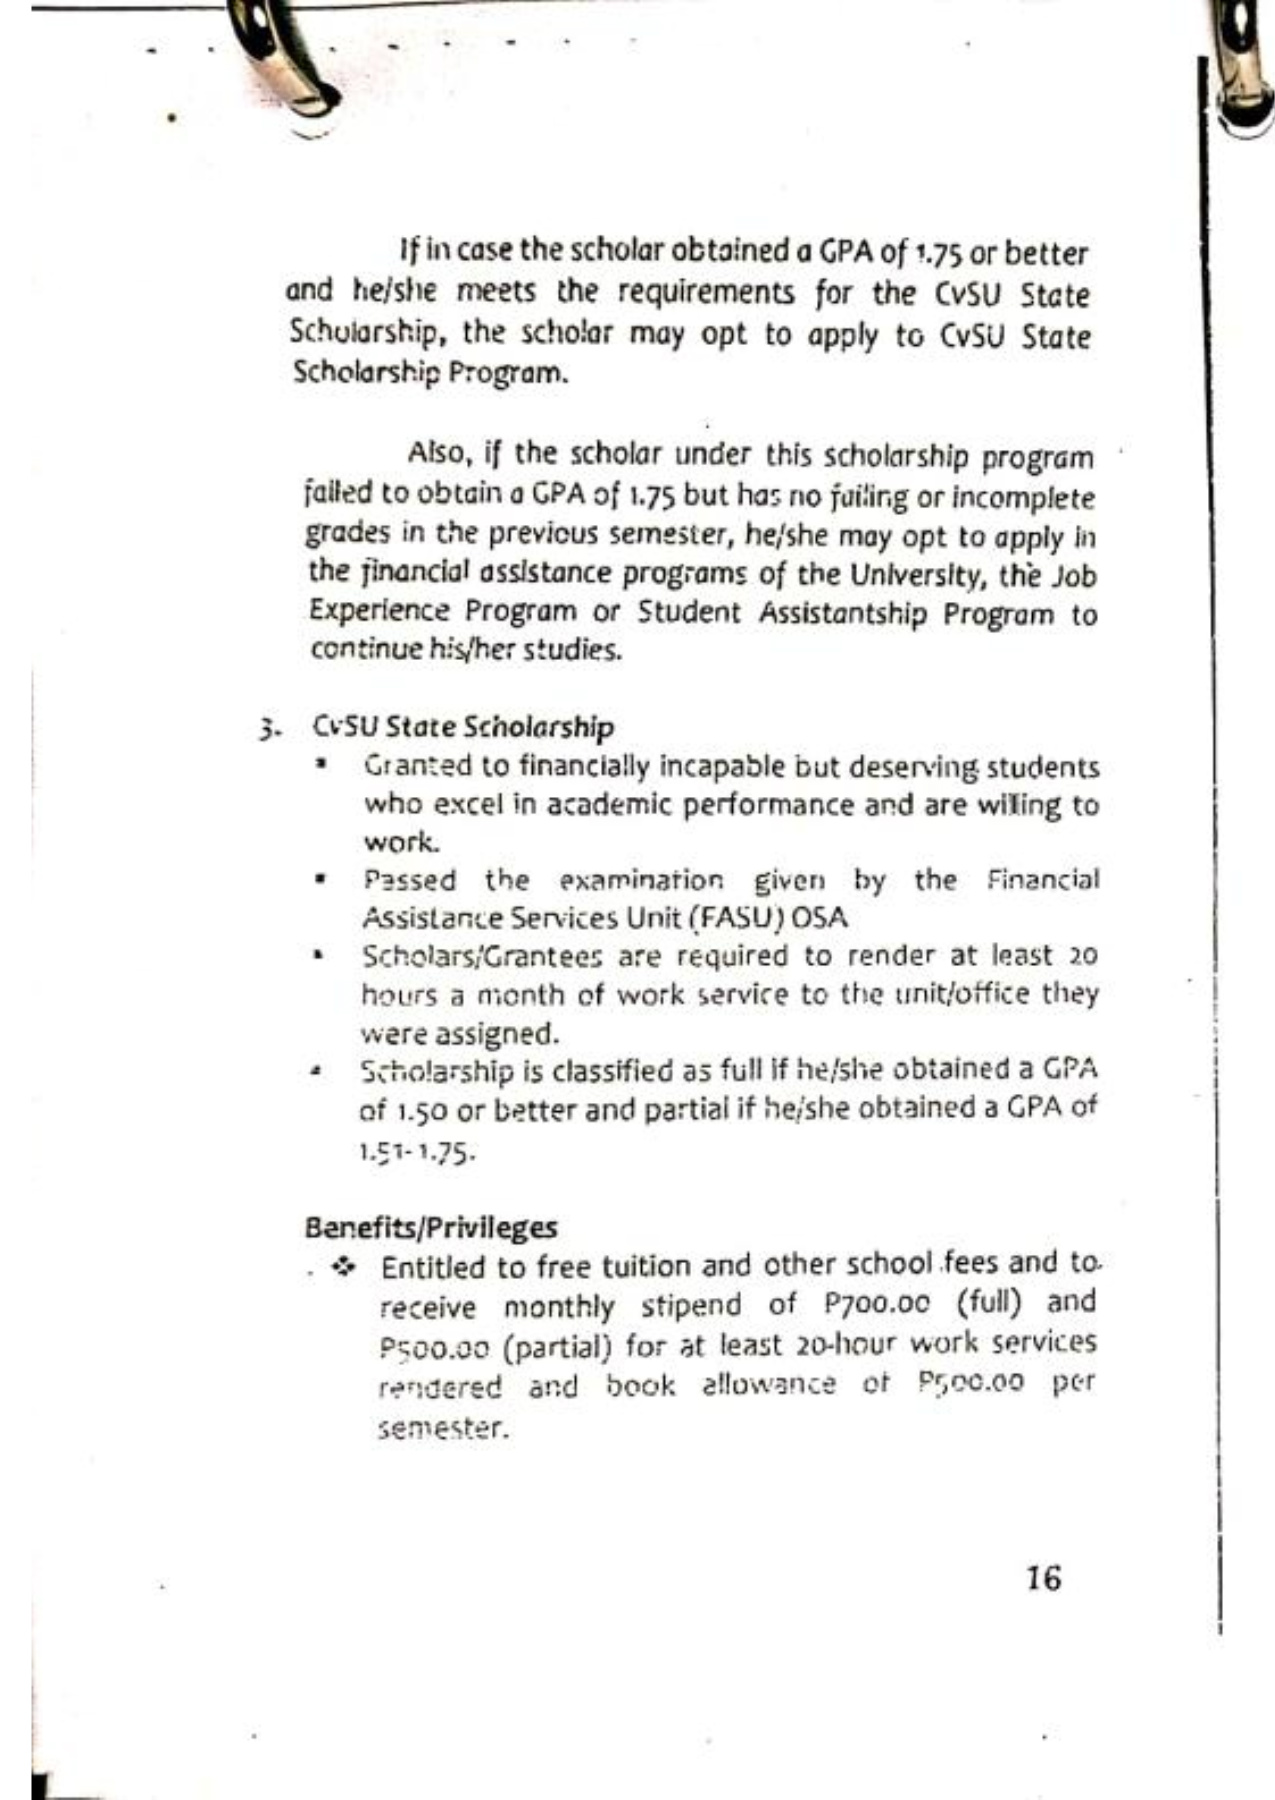 If in case the scholar obtained a GPA of 1.75 or better
and he/she meets the requirements for the CvSU State
Scholarship, the scholar may opt to apply to CvSU State
Scholarship Program.
Also, if the scholar under this scholarship program
failed to obtain a GPA of 1.75 but has no failing or incomplete
grades in the previous semester, he/she may opt to apply in
the financial assistance programs of the University, the Job
Experience Program or Student Assistantship Program to
continue his/her studies.
3. CvSU State Scholarship
▪ Granted to financially incapable but deserving students
who excel in academic performance and are willing to
work.
▪ Passed the examination given by the Financial
Assistance Services Unit (FASU) OSA
▪ Scholars/Grantees are required to render at least 20
hours a month of work service to the unit/office they
were assigned.
▪ Scholarship is classified as full if he/she obtained a GPA
of 1.50 or better and partial if he/she obtained a GPA of
1.51- 1.75.
Benefits/Privileges
❖ Entitled to free tuition and other school fees and to
receive monthly stipend of P700.00 (full) and
P500.00 (partial) for at least 20-hour work services
rendered and book allowance of P500.00 per
semester.
16